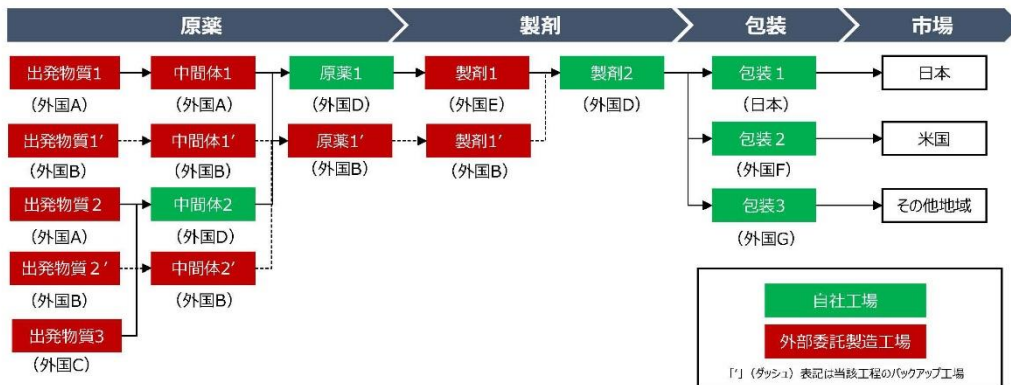 原薬
製剤
包装
市場
出発物質1
中間体1
原薬1
製剤1
製剤2
包装1
日本
(外国A)
(外国A)
(外国D)
(外国E)
(外国D)
(日本)
出発物質1’
中間体1’
原薬1’
製剤1’
包装2
米国
(外国B)
(外国B)
(外国B)
(外国B)
(外国F)
出発物質2
中間体2
包装3
その他地域
(外国A)
(外国D)
(外国G)
出発物質2’
中間体2’
(外国B)
(外国B)
出発物質3
(外国C)
自社工場
外部委託製造工場
「’」(ダッシュ)表記は当該工程のバックアップ工場